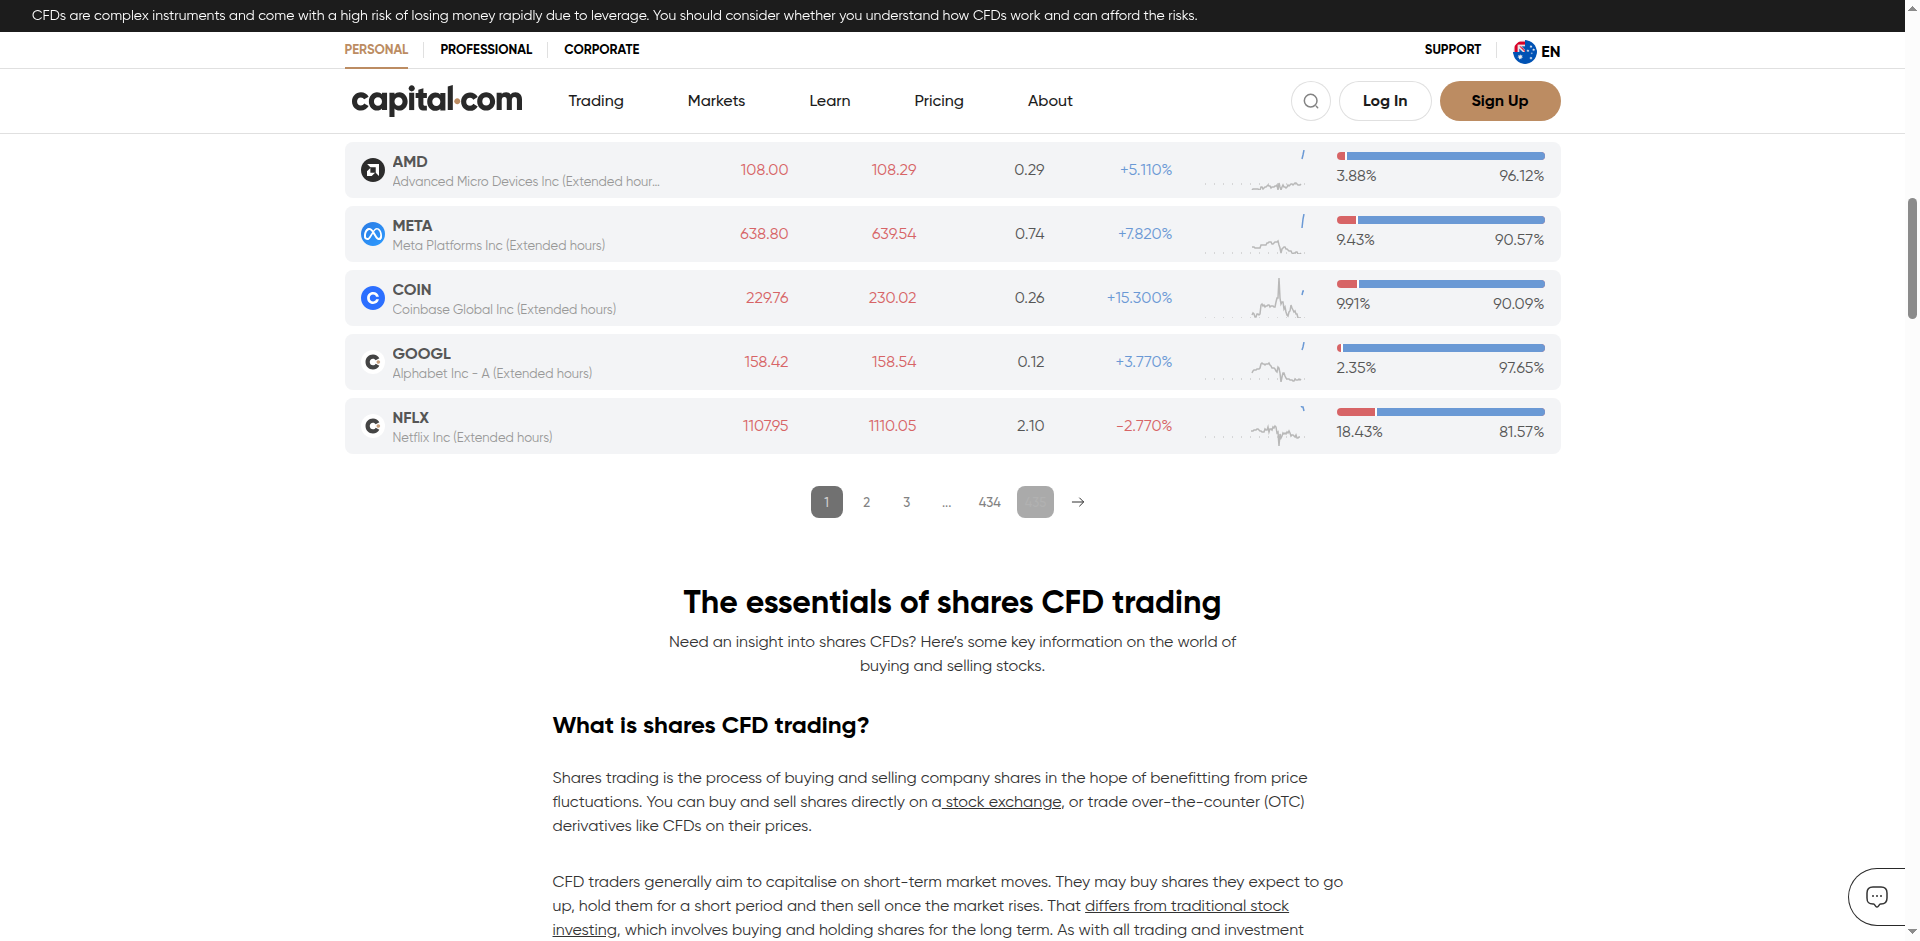 CFDs are complex instruments and come with a high risk of losing money rapidly due to leverage. You should consider whether you understand how CFDs work and can afford the risks.
PERSONAL PROFESSIONAL CORPORATE SUPPORT EN
capital.com Trading Markets Learn Pricing About Log In Sign Up
AMD
Advanced Micro Devices Inc (Extended hour...
108.00 108.29 0.29 +5.110% 3.88% 96.12%
META
Meta Platforms Inc (Extended hours)
638.80 639.54 0.74 +7.820% 9.43% 90.57%
COIN
Coinbase Global Inc (Extended hours)
229.76 230.02 0.26 +15.300% 9.91% 90.09%
GOOGL
Alphabet Inc - A (Extended hours)
158.42 158.54 0.12 +3.770% 2.35% 97.65%
NFLX
Netflix Inc (Extended hours)
1107.95 1110.05 2.10 -2.770% 18.43% 81.57%
1 2 3 ... 434 435
The essentials of shares CFD trading
Need an insight into shares CFDs? Here’s some key information on the world of
buying and selling stocks.
What is shares CFD trading?
Shares trading is the process of buying and selling company shares in the hope of benefitting from price
fluctuations. You can buy and sell shares directly on a stock exchange, or trade over-the-counter (OTC)
derivatives like CFDs on their prices.
CFD traders generally aim to capitalise on short-term market moves. They may buy shares they expect to go
up, hold them for a short period and then sell once the market rises. That differs from traditional stock
investing, which involves buying and holding shares for the long term. As with all trading and investment